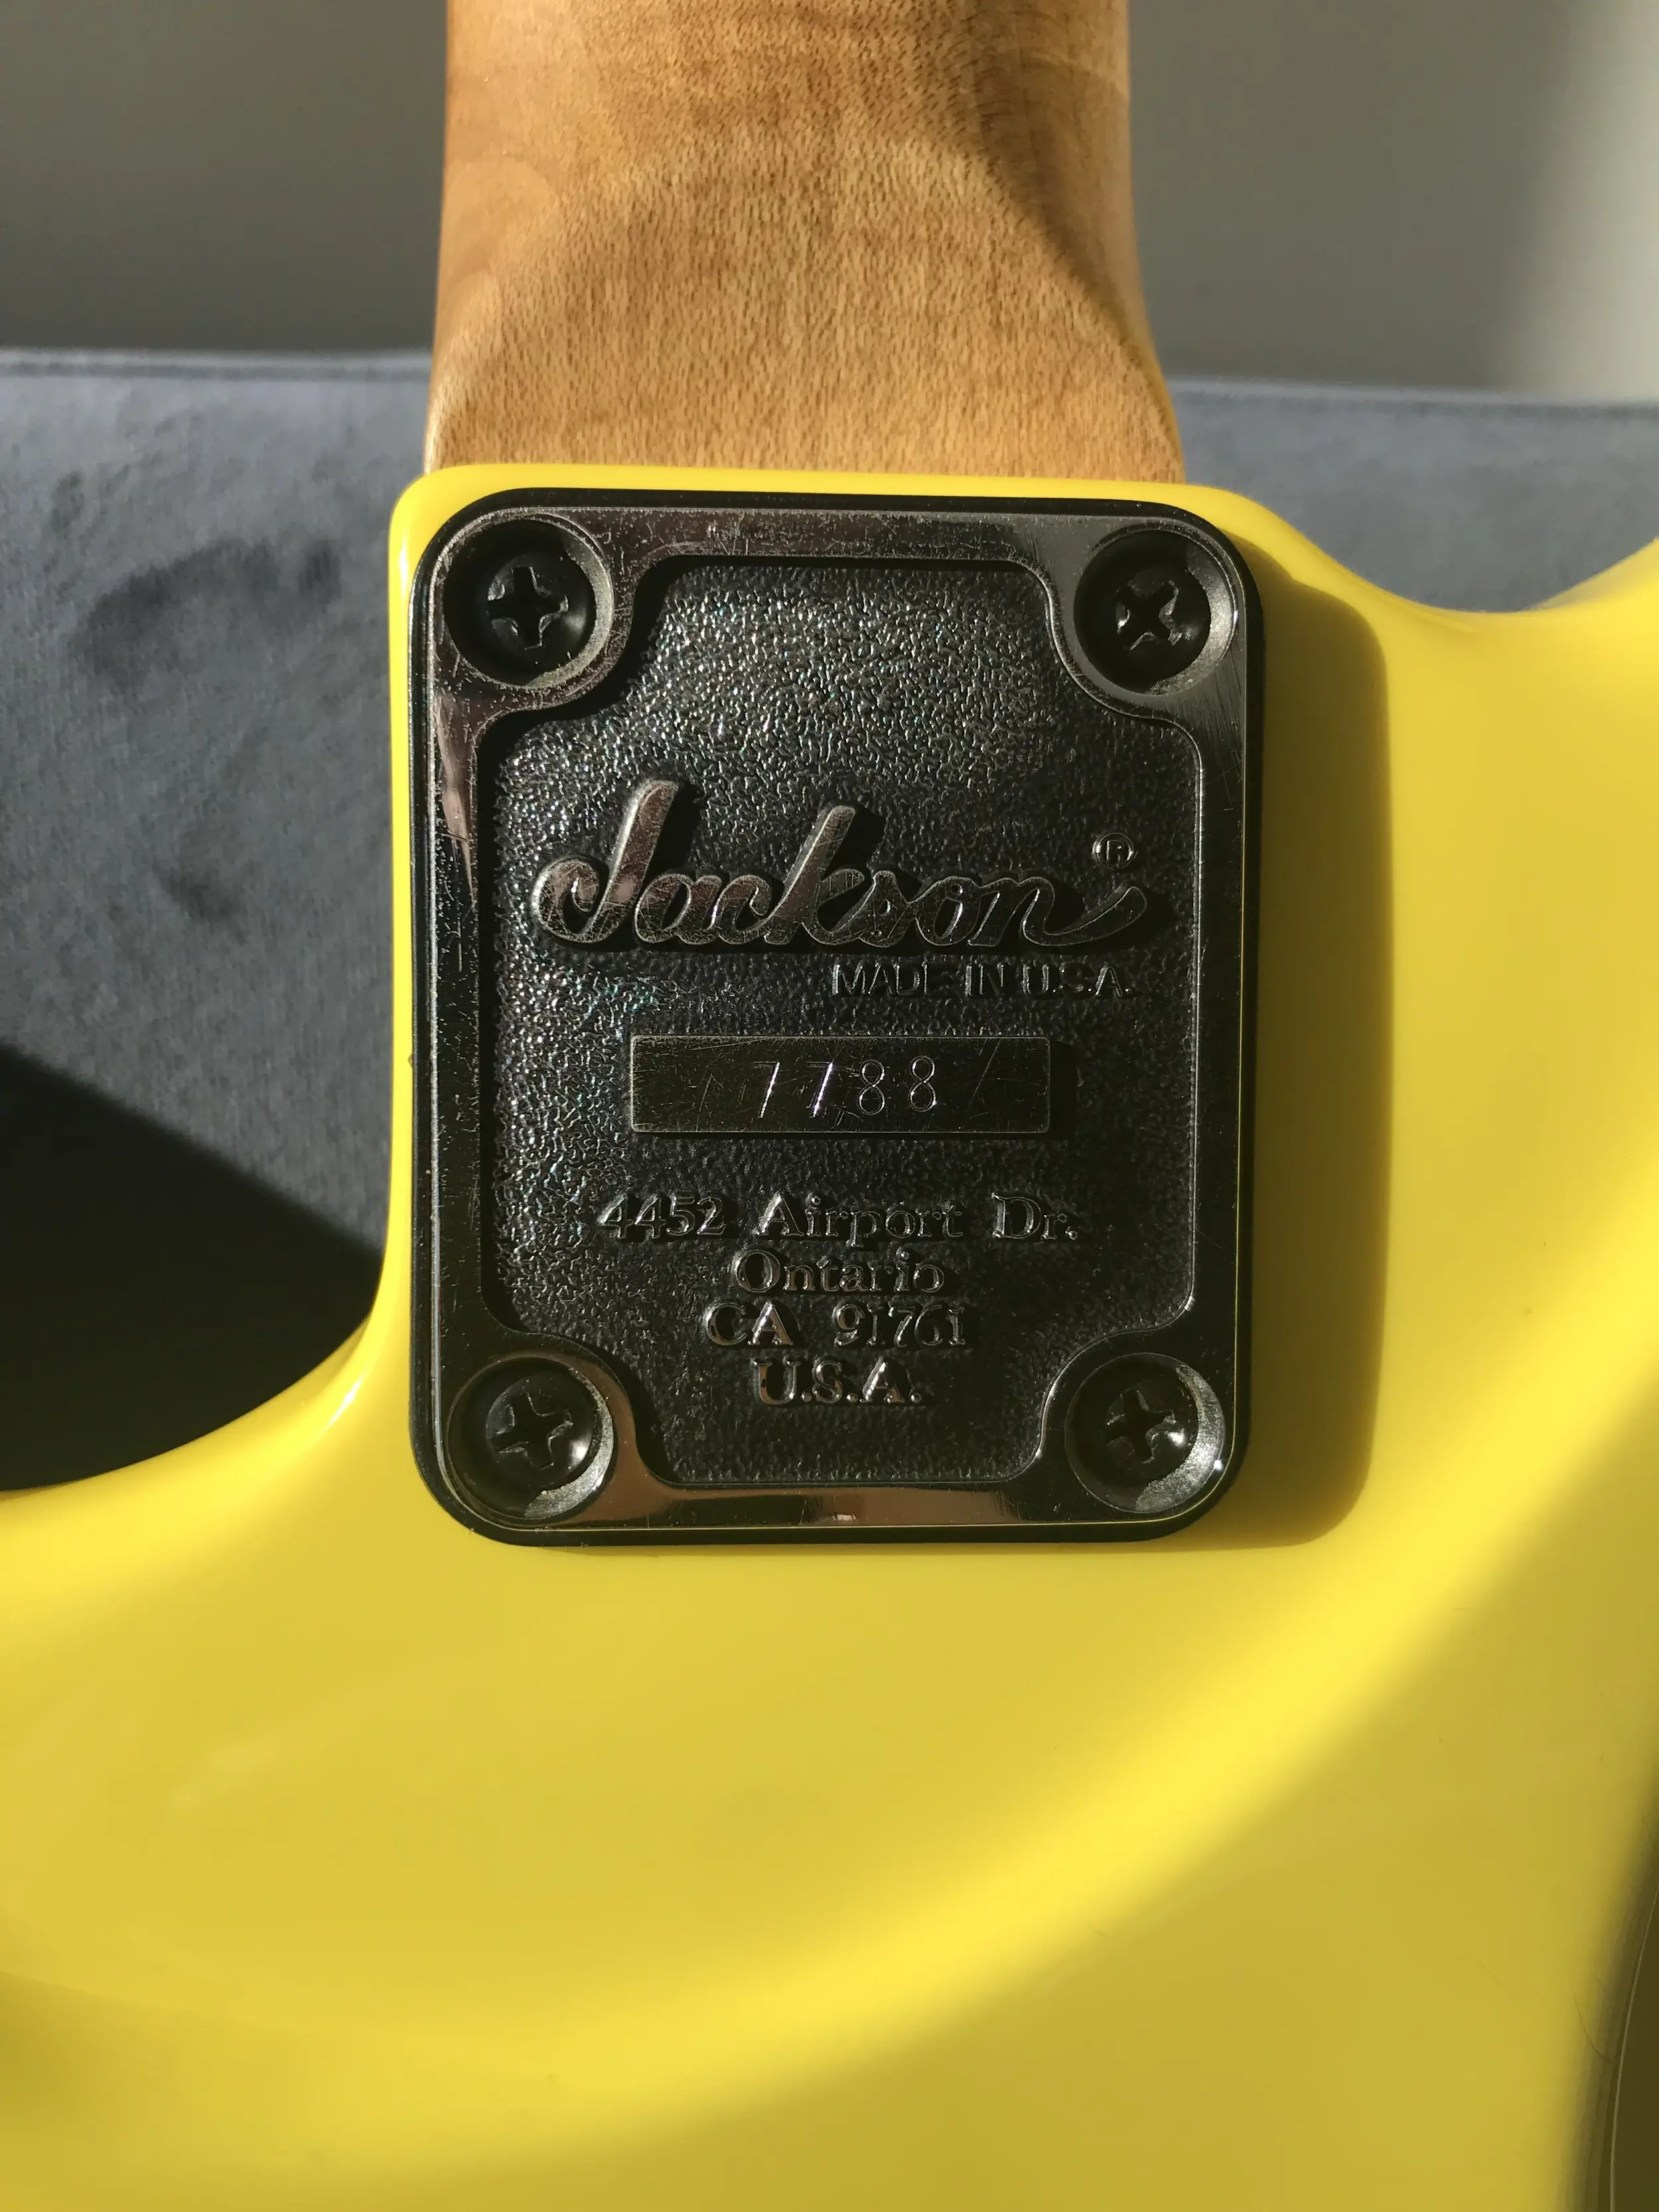 Jackson®
MADE IN U.S.A.
7788
4452 Airport Dr.
Ontario
CA 91761
U.S.A.